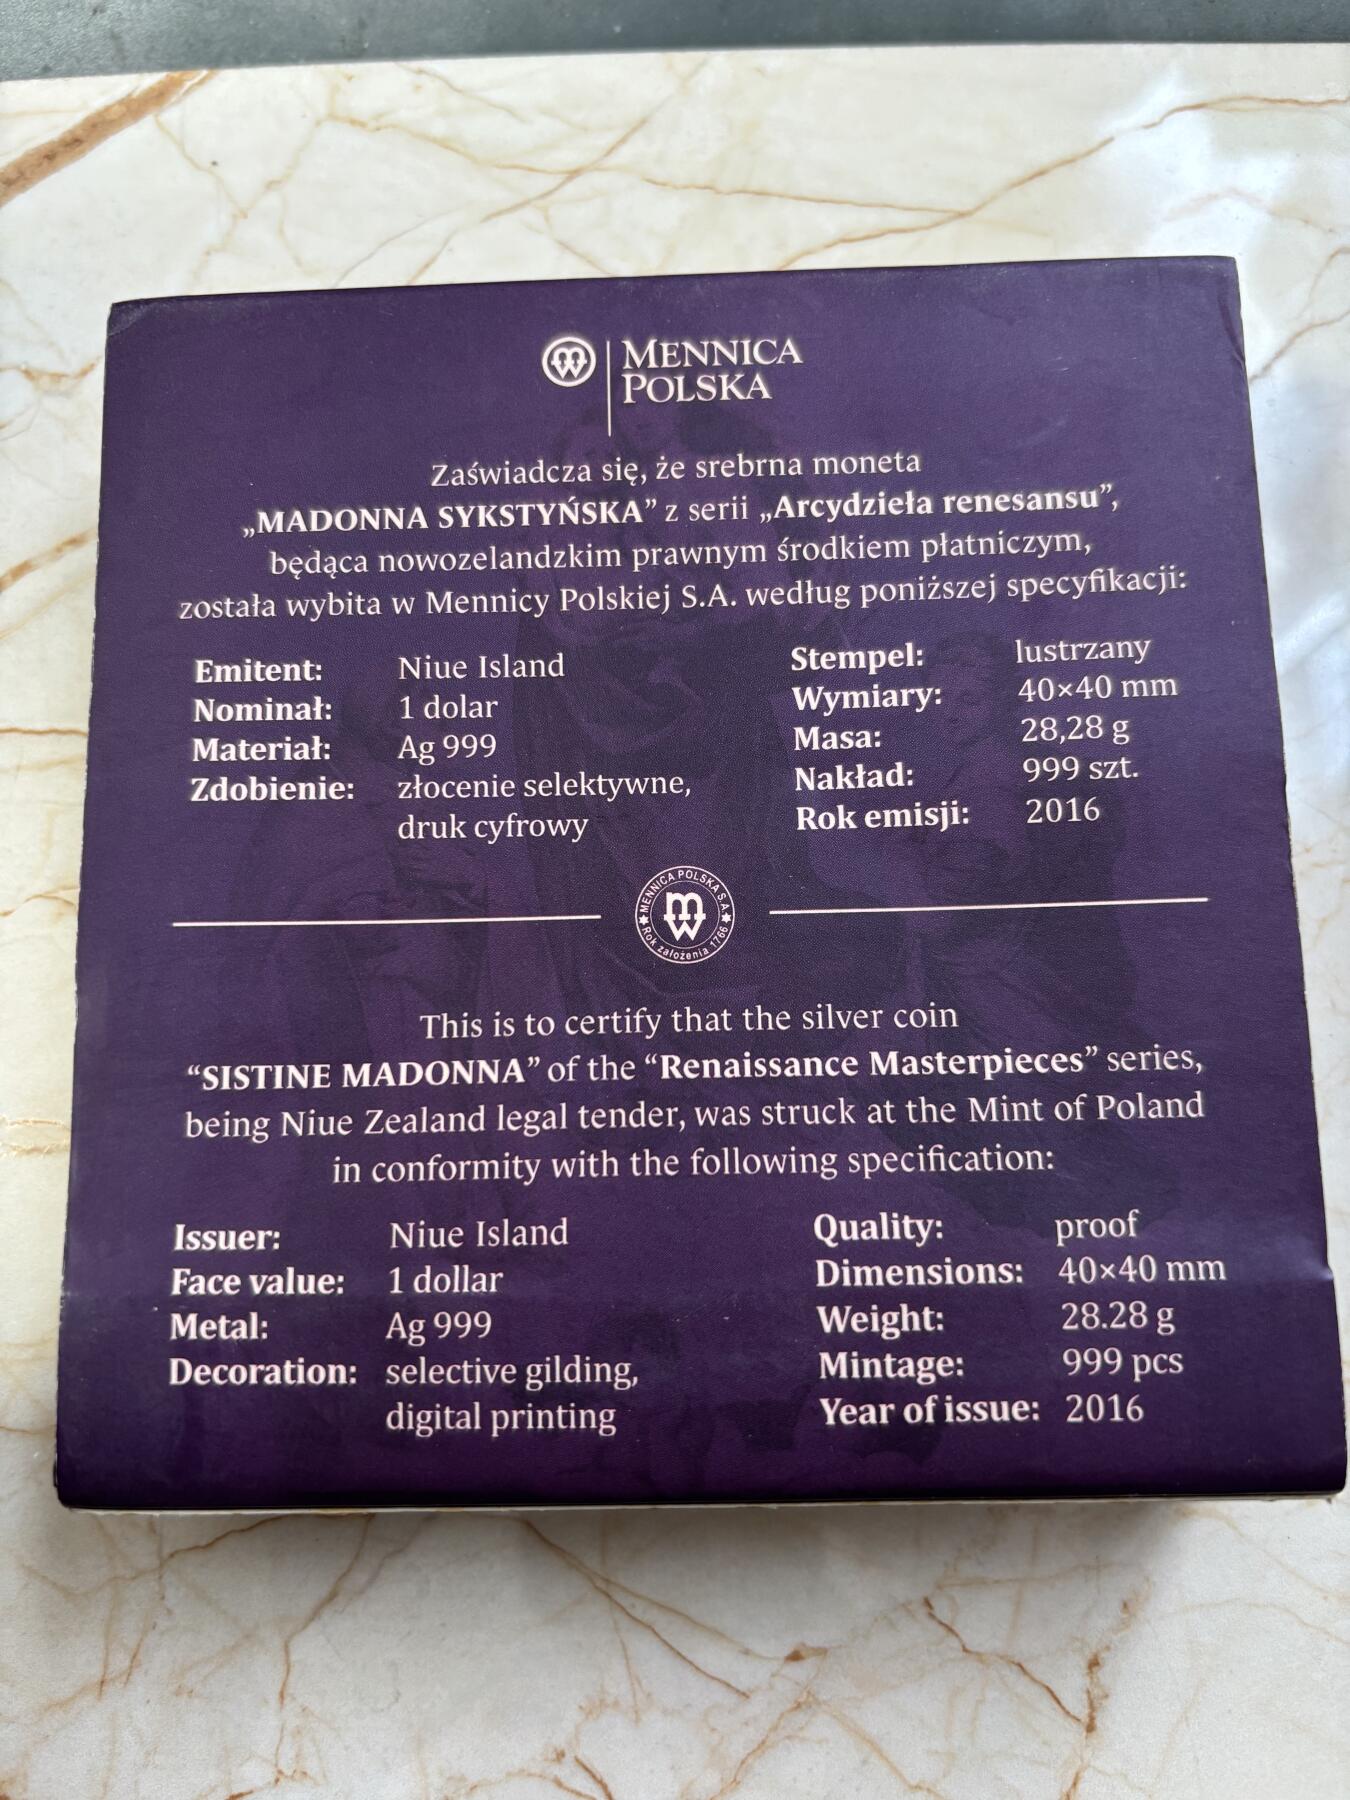 MENNICA
POLSKA
Zaświadcza się, że srebrna moneta
„MADONNA SYKSTYŃSKA” z serii „Arcydzieła renesansu”,
będąca nowozelandzkim prawnym środkiem płatniczym,
została wybita w Mennicy Polskiej S.A. według poniższej specyfikacji:
Emitent: Niue Island
Nominał: 1 dolar
Materiał: Ag 999
Zdobienie: złocenie selektywne,
druk cyfrowy
Stempel: lustrzany
Wymiary: 40×40 mm
Masa: 28,28 g
Nakład: 999 szt.
Rok emisji: 2016
MENNICA POLSKA S.A.
Rok założenia 1766
This is to certify that the silver coin
“SISTINE MADONNA” of the “Renaissance Masterpieces” series,
being Niue Zealand legal tender, was struck at the Mint of Poland
in conformity with the following specification:
Issuer: Niue Island
Face value: 1 dollar
Metal: Ag 999
Decoration: selective gilding,
digital printing
Quality: proof
Dimensions: 40×40 mm
Weight: 28.28 g
Mintage: 999 pcs
Year of issue: 2016